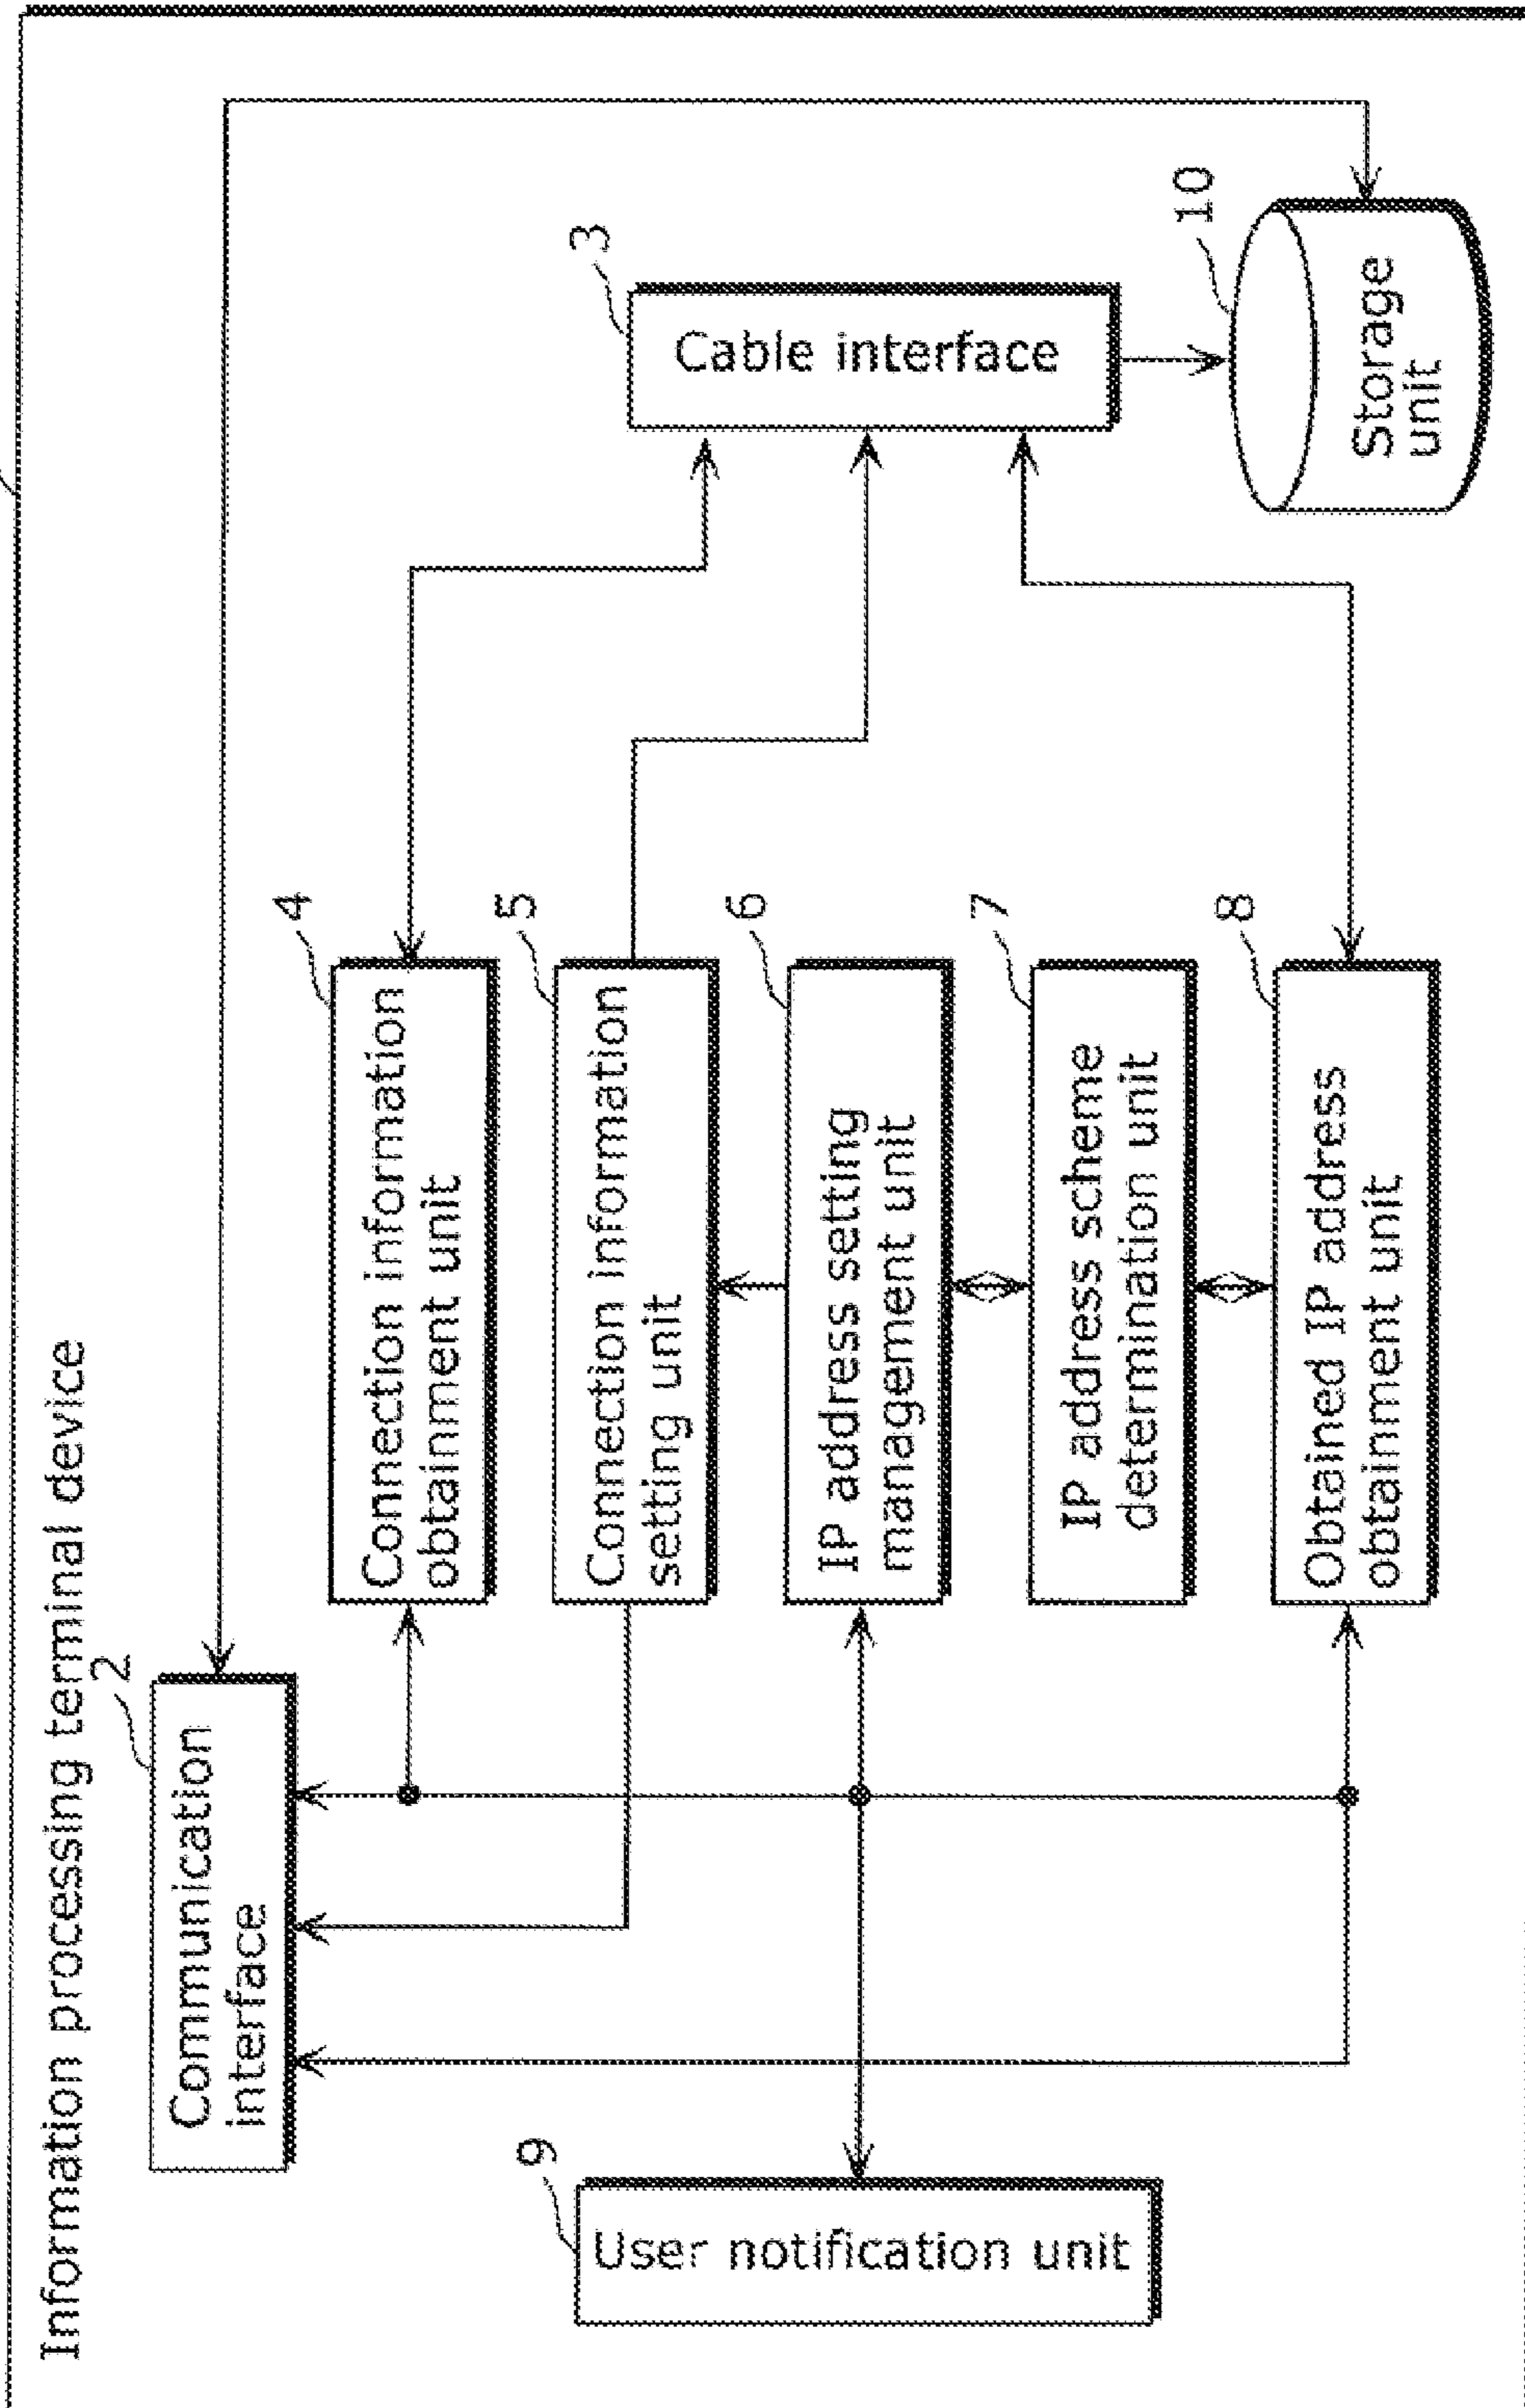 Information processing terminal device
2
Communication
interface
4
Connection information
obtainment unit
5
Connection information
setting unit
3
Cable interface
9
User notification unit
6
IP address setting
management unit
7
IP address scheme
determination unit
8
Obtained IP address
obtainment unit
10
Storage
unit